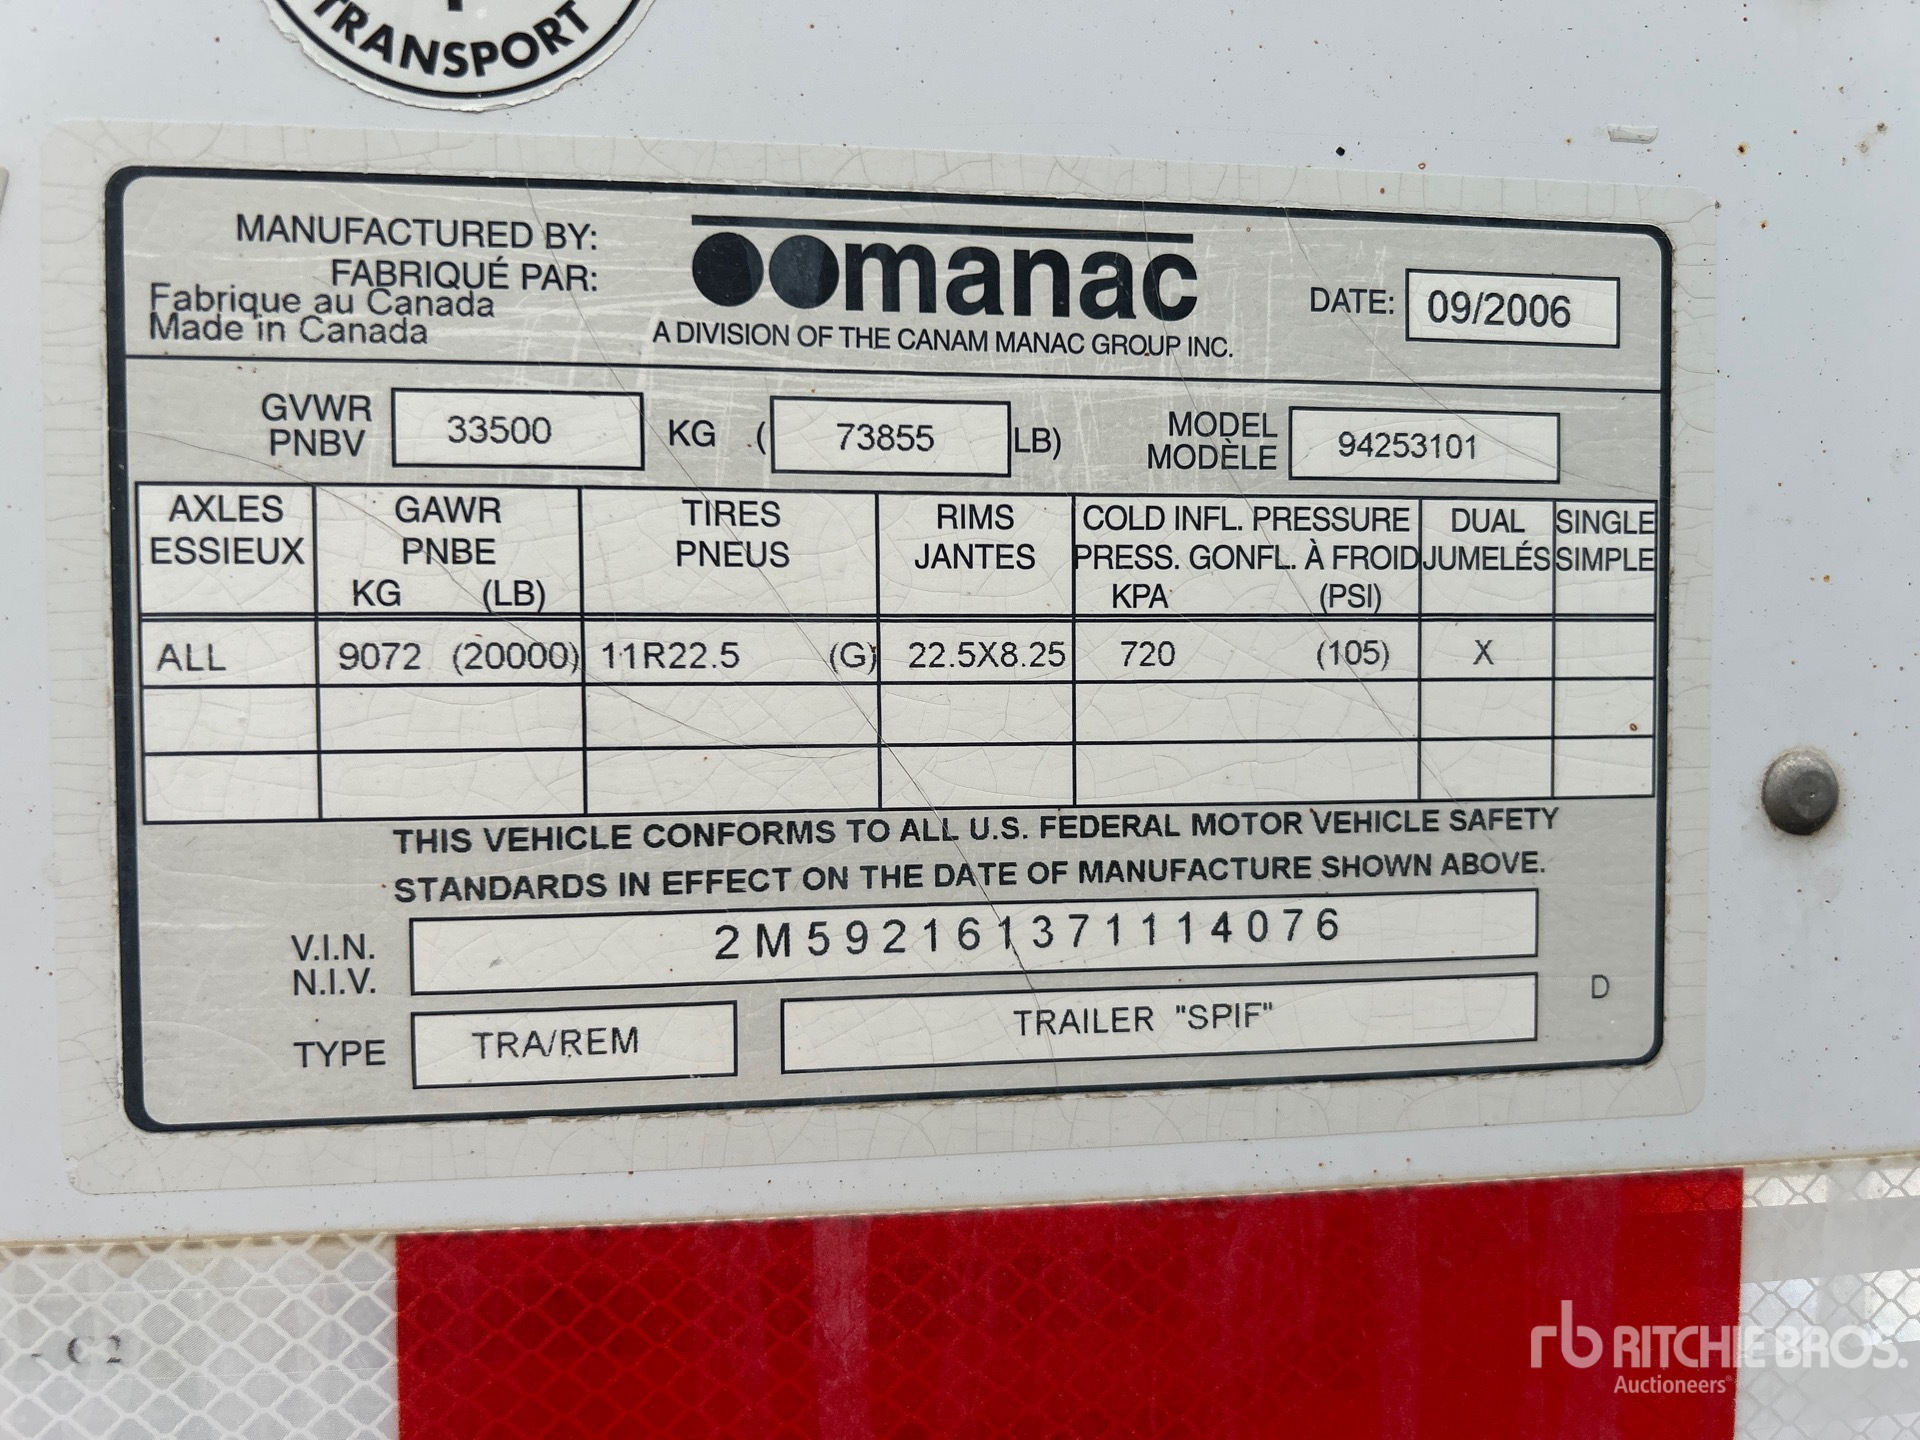 TRANSPORT
MANUFACTURED BY:
FABRIQUÉ PAR:
Fabrique au Canada
Made in Canada
manac
A DIVISION OF THE CANAM MANAC GROUP INC.
DATE: 09/2006
GVWR
PNBV
33500 KG ( 73855 LB)
MODEL
MODÈLE
94253101
AXLES
ESSIEUX
GAWR
PNBE
KG (LB)
TIRES
PNEUS
RIMS
JANTES
COLD INFL. PRESSURE
PRESS. GONFL. À FROID
KPA (PSI)
DUAL
JUMELÉS
SINGLE
SIMPLE
ALL 9072 (20000) 11R22.5 (G) 22.5X8.25 720 (105) X
THIS VEHICLE CONFORMS TO ALL U.S. FEDERAL MOTOR VEHICLE SAFETY
STANDARDS IN EFFECT ON THE DATE OF MANUFACTURE SHOWN ABOVE.
V.I.N.
N.I.V.
2M592161371114076
TYPE TRA/REM TRAILER "SPIF"
D
- C2
rb RITCHIE BROS.
Auctioneers